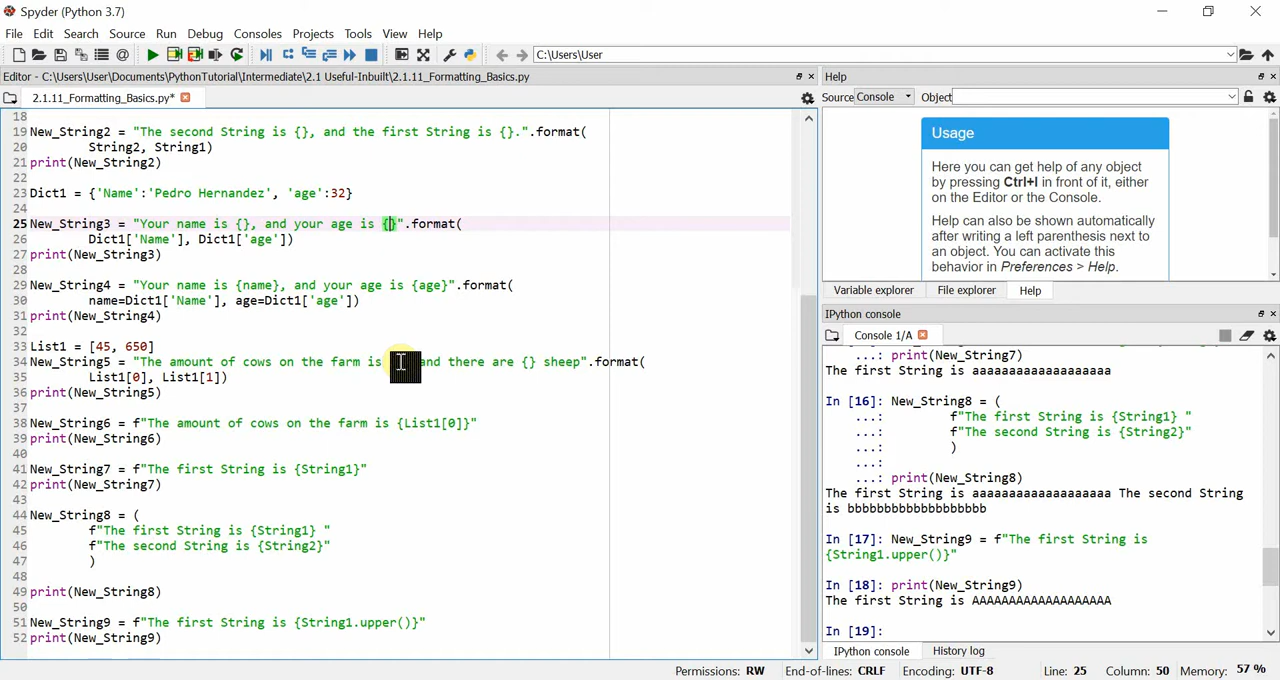 Spyder (Python 3.7)
File Edit Search Source Run Debug Consoles Projects Tools View Help
C:\Users\User
Editor - C:\Users\User\Documents\PythonTutorial\Intermediate\2.1 Useful-Inbuilt\2.1.11_Formatting_Basics.py
2.1.11_Formatting_Basics.py*
18
19 New_String2 = "The second String is {}, and the first String is {}.".format(
20 String2, String1)
21 print(New_String2)
22
23 Dict1 = {'Name':'Pedro Hernandez', 'age':32}
24
25 New_String3 = "Your name is {}, and your age is {}".format(
26 Dict1['Name'], Dict1['age'])
27 print(New_String3)
28
29 New_String4 = "Your name is {name}, and your age is {age}".format(
30 name=Dict1['Name'], age=Dict1['age'])
31 print(New_String4)
32
33 List1 = [45, 650]
34 New_String5 = "The amount of cows on the farm is and there are {} sheep".format(
35 List1[0], List1[1])
36 print(New_String5)
37
38 New_String6 = f"The amount of cows on the farm is {List1[0]}"
39 print(New_String6)
40
41 New_String7 = f"The first String is {String1}"
42 print(New_String7)
43
44 New_String8 = (
45 f"The first String is {String1} "
46 f"The second String is {String2}"
47 )
48
49 print(New_String8)
50
51 New_String9 = f"The first String is {String1.upper()}"
52 print(New_String9)
Help
Source Console Object
Usage
Here you can get help of any object
by pressing Ctrl+I in front of it, either
on the Editor or the Console.
Help can also be shown automatically
after writing a left parenthesis next to
an object. You can activate this
behavior in Preferences > Help.
Variable explorer File explorer Help
IPython console
Console 1/A
...: print(New_String7)
The first String is aaaaaaaaaaaaaaaaaaa
In [16]: New_String8 = (
...: f"The first String is {String1} "
...: f"The second String is {String2}"
...: )
...:
...: print(New_String8)
The first String is aaaaaaaaaaaaaaaaaaa The second String
is bbbbbbbbbbbbbbbbbbb
In [17]: New_String9 = f"The first String is
{String1.upper()}"
In [18]: print(New_String9)
The first String is AAAAAAAAAAAAAAAAAAA
In [19]:
IPython console History log
Permissions: RW End-of-lines: CRLF Encoding: UTF-8 Line: 25 Column: 50 Memory: 57 %